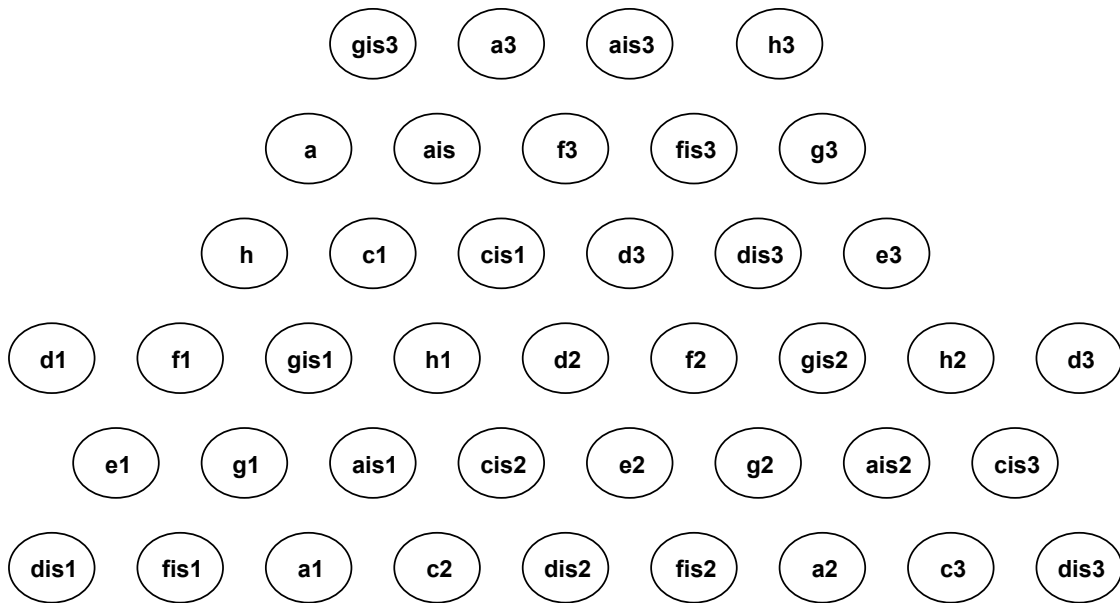 gis3 a3 ais3 h3
a ais f3 fis3 g3
h c1 cis1 d3 dis3 e3
d1 f1 gis1 h1 d2 f2 gis2 h2 d3
e1 g1 ais1 cis2 e2 g2 ais2 cis3
dis1 fis1 a1 c2 dis2 fis2 a2 c3 dis3